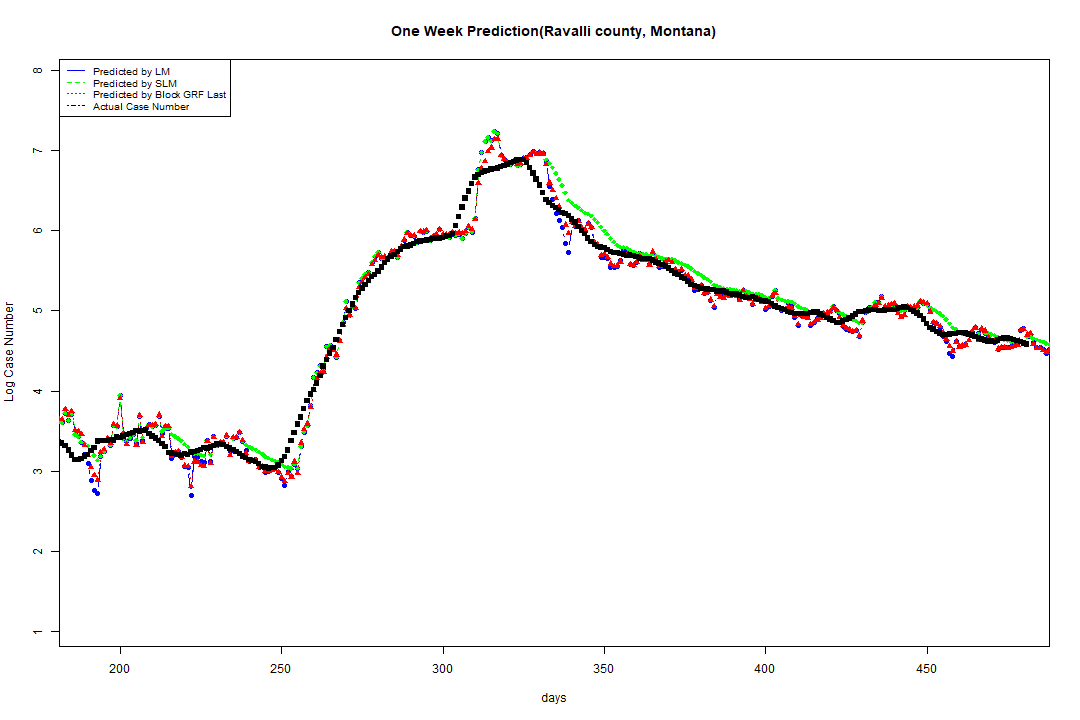 One Week Prediction(Ravalli county, Montana)
Predicted by LM
Predicted by SLM
Predicted by Block GRF Last
Actual Case Number
Log Case Number
8
7
6
5
4
3
2
1
200 250 300 350 400 450
days